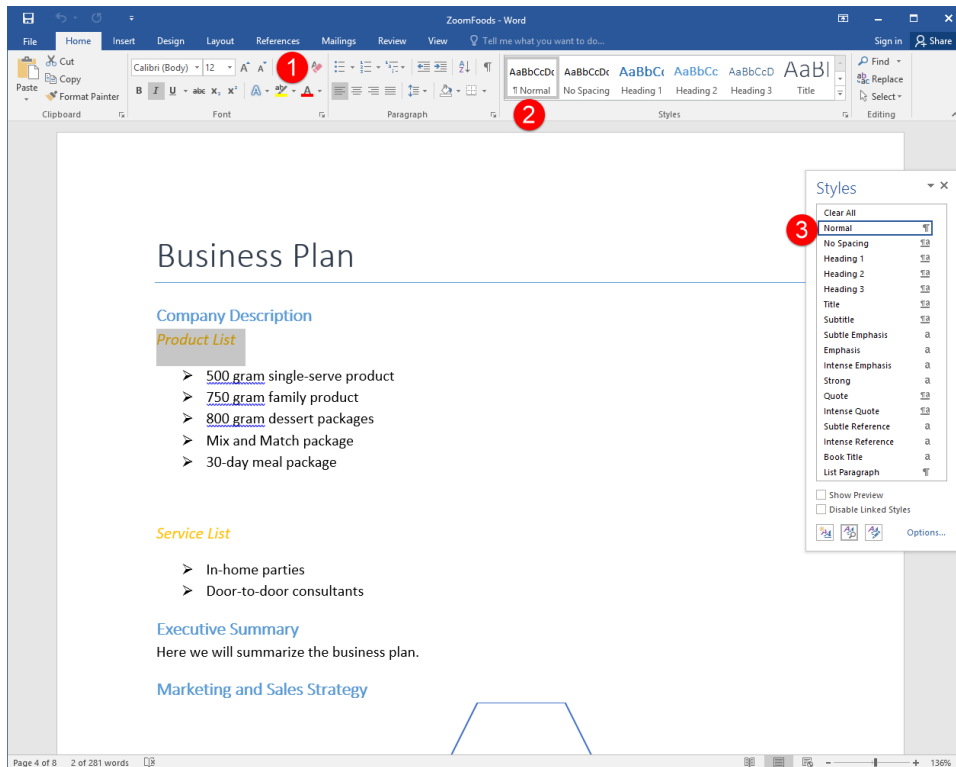 ZoomFoods - Word
File Home Insert Design Layout References Mailings Review View Tell me what you want to do... Sign in Share
Paste
Cut
Copy
Format Painter
Clipboard
Calibri (Body) 12
1
B I U abc X₂ X²
Font
Paragraph
AaBbCcDc AaBbCcDc AaBbC AaBbCc AaBbCcD AaBl
¶ Normal No Spacing Heading 1 Heading 2 Heading 3 Title
2
Styles
Find
Replace
Select
Editing
Business Plan
Company Description
Product List
500 gram single-serve product
750 gram family product
800 gram dessert packages
Mix and Match package
30-day meal package
Service List
In-home parties
Door-to-door consultants
Executive Summary
Here we will summarize the business plan.
Marketing and Sales Strategy
Styles
Clear All
3
Normal ¶
No Spacing ¶a
Heading 1 ¶a
Heading 2 ¶a
Heading 3 ¶a
Title ¶a
Subtitle ¶a
Subtle Emphasis a
Emphasis a
Intense Emphasis a
Strong a
Quote ¶a
Intense Quote ¶a
Subtle Reference a
Intense Reference a
Book Title a
List Paragraph ¶
Show Preview
Disable Linked Styles
Options...
Page 4 of 8 2 of 281 words 136%